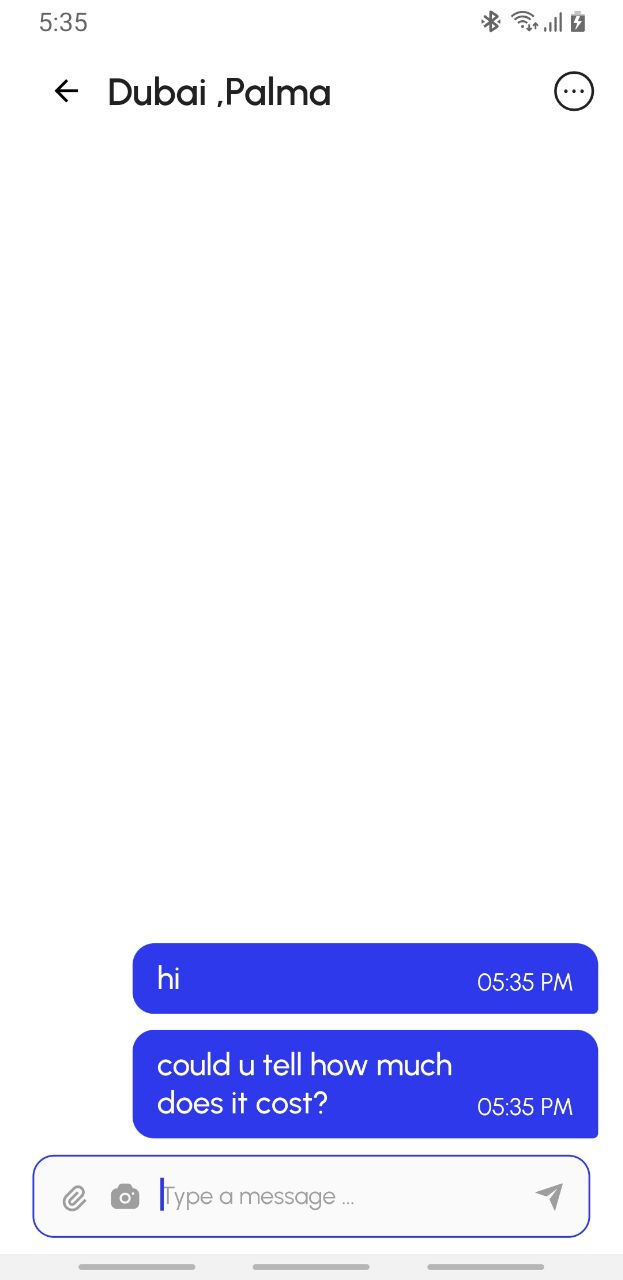 5:35
Dubai ,Palma
hi
05:35 PM
could u tell how much
does it cost?
05:35 PM
Type a message ...